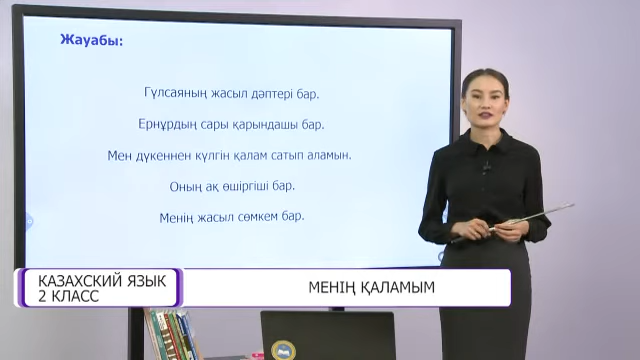 Жауабы:
Гүлсаяның жасыл дәптері бар.
Ернұрдың сары қарындашы бар.
Мен дүкеннен күлгін қалам сатып аламын.
Оның ақ өшіргіші бар.
Менің жасыл сөмкем бар.
КАЗАХСКИЙ ЯЗЫК
2 КЛАСС
МЕНІҢ ҚАЛАМЫМ